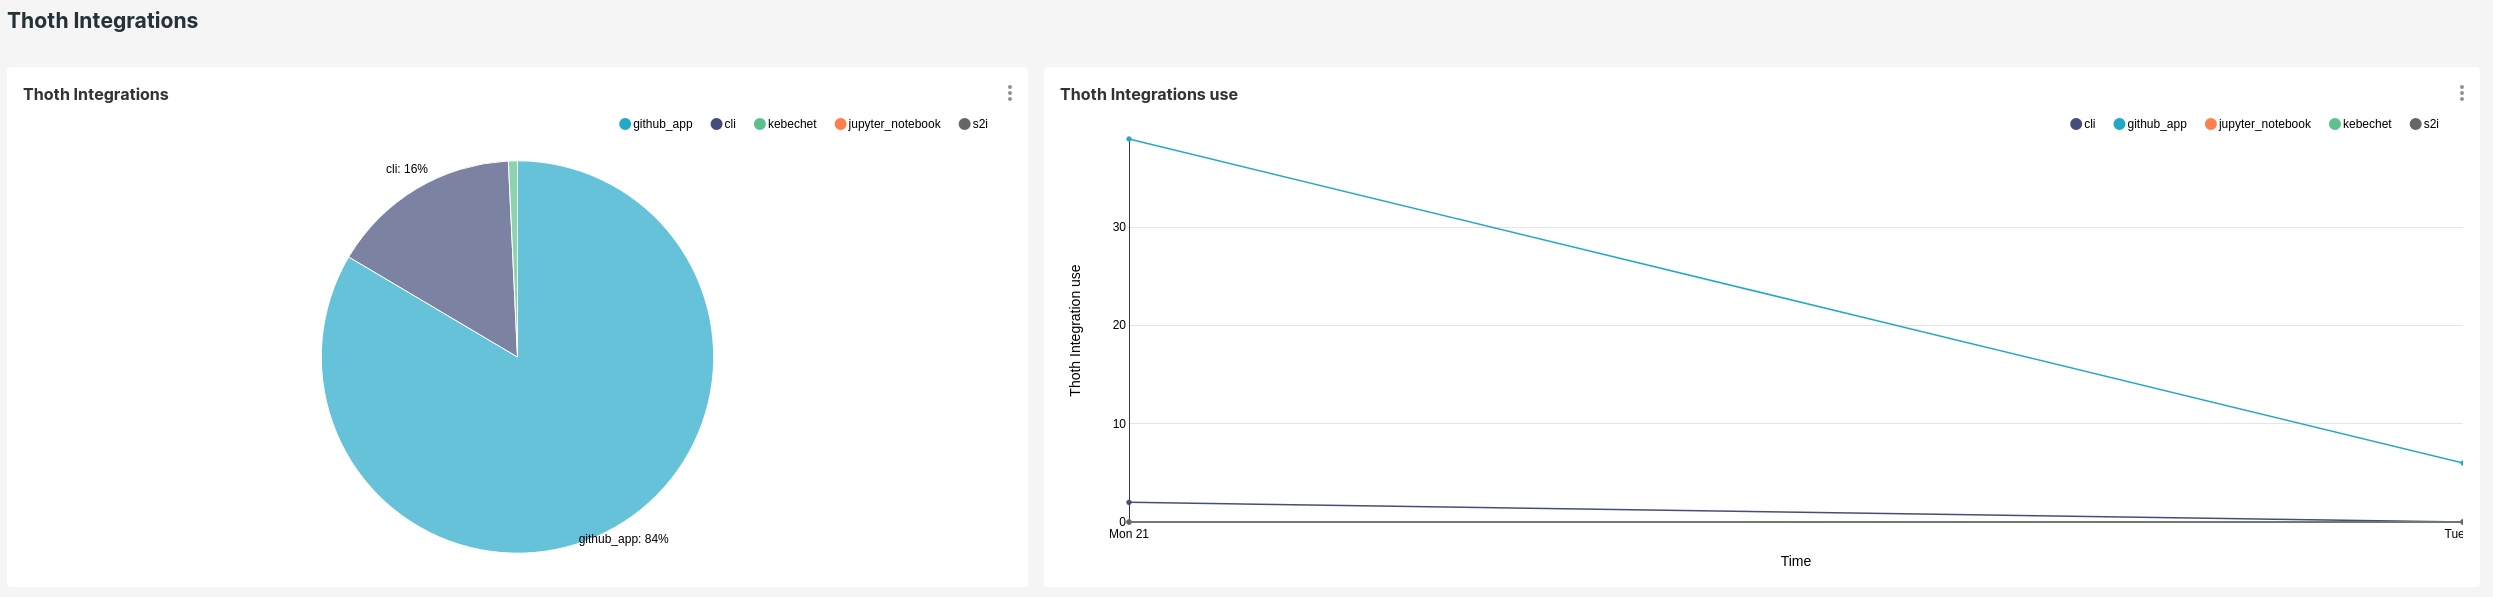 Thoth Integrations
Thoth Integrations
github_app cli kebechet jupyter_notebook s2i
cli: 16%
github_app: 84%
Thoth Integrations use
cli github_app jupyter_notebook kebechet s2i
Thoth Integration use
30
20
10
0
Mon 21 Tue
Time